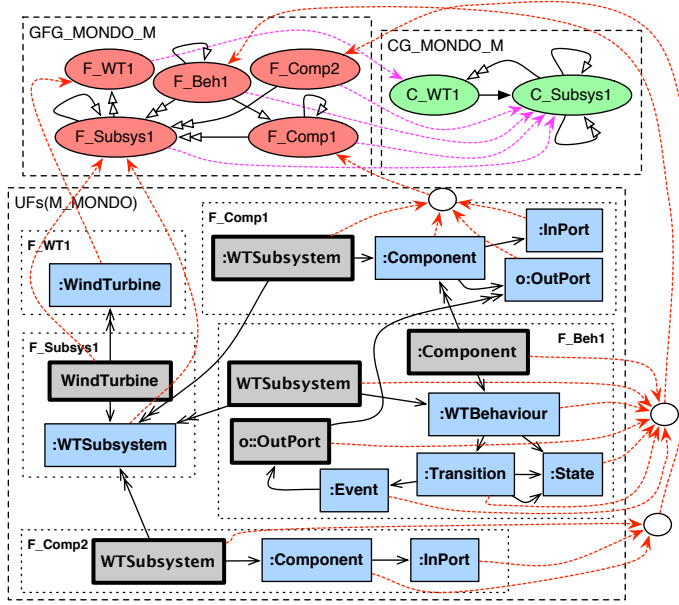 GFG_MONDO_M
CG_MONDO_M
F_WT1
F_Beh1
F_Comp2
C_WT1
C_Subsys1
F_Subsys1
F_Comp1
UFs(M_MONDO)
F_Comp1
F_WT1
:WTSubsystem
:Component
:InPort
o:OutPort
:WindTurbine
F_Subsys1
F_Beh1
:Component
WindTurbine
WTSubsystem
:WTBehaviour
:WTSubsystem
o::OutPort
:Transition
:State
:Event
F_Comp2
WTSubsystem
:Component
:InPort